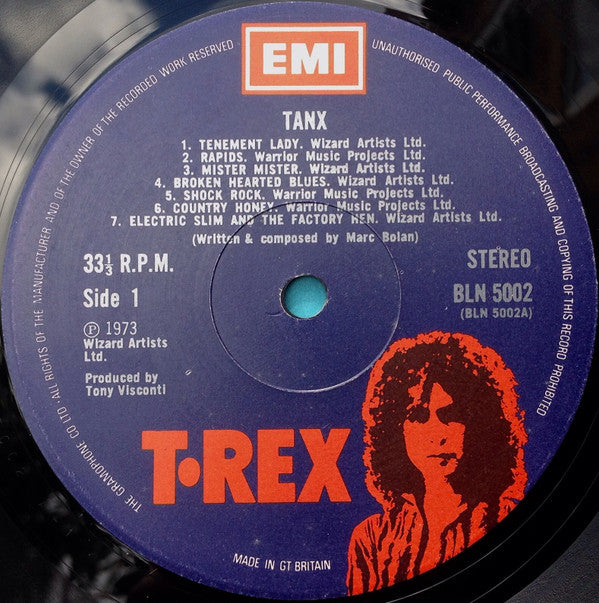 EMI
THE GRAMOPHONE CO LTD · ALL RIGHTS OF THE MANUFACTURER AND OF THE OWNER OF THE RECORDED WORK RESERVED
UNAUTHORISED PUBLIC PERFORMANCE BROADCASTING AND COPYING OF THIS RECORD PROHIBITED
TANX
1. TENEMENT LADY. Wizard Artists Ltd.
2. RAPIDS. Warrior Music Projects Ltd.
3. MISTER MISTER. Wizard Artists Ltd.
4. BROKEN HEARTED BLUES. Wizard Artists Ltd.
5. SHOCK ROCK. Warrior Music Projects Ltd.
6. COUNTRY HONEY. Warrior Music Projects Ltd.
7. ELECTRIC SLIM AND THE FACTORY HEN. Wizard Artists Ltd.
(Written & composed by Marc Bolan)
33⅓ R.P.M.
Side 1
Ⓟ 1973
Wizard Artists
Ltd.
Produced by
Tony Visconti
STEREO
BLN 5002
(BLN 5002A)
T·REX
MADE IN GT BRITAIN